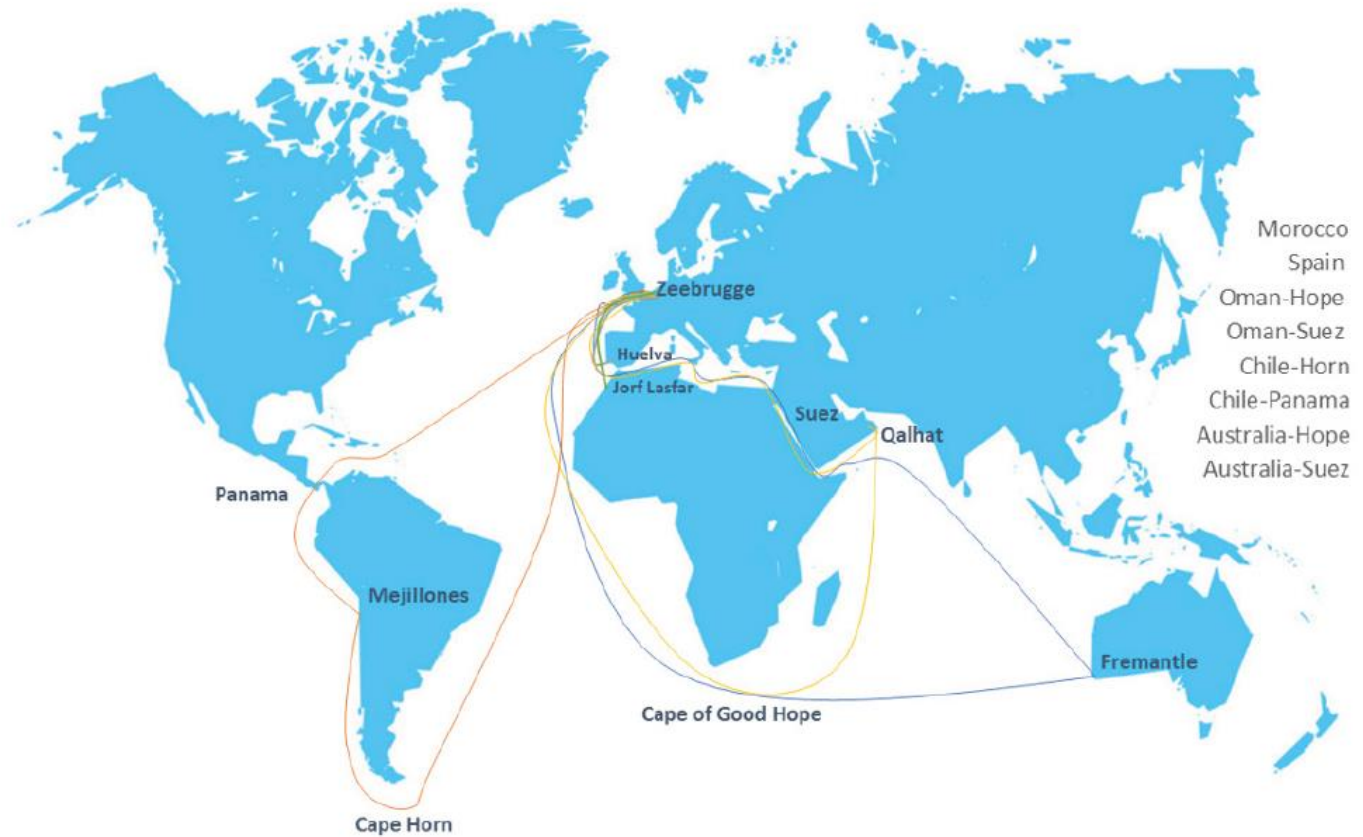 Zeebrugge
Huelva
Jorf Lasfar
Suez
Qalhat
Panama
Mejillones
Fremantle
Cape of Good Hope
Cape Horn
Morocco
Spain
Oman-Hope
Oman-Suez
Chile-Horn
Chile-Panama
Australia-Hope
Australia-Suez